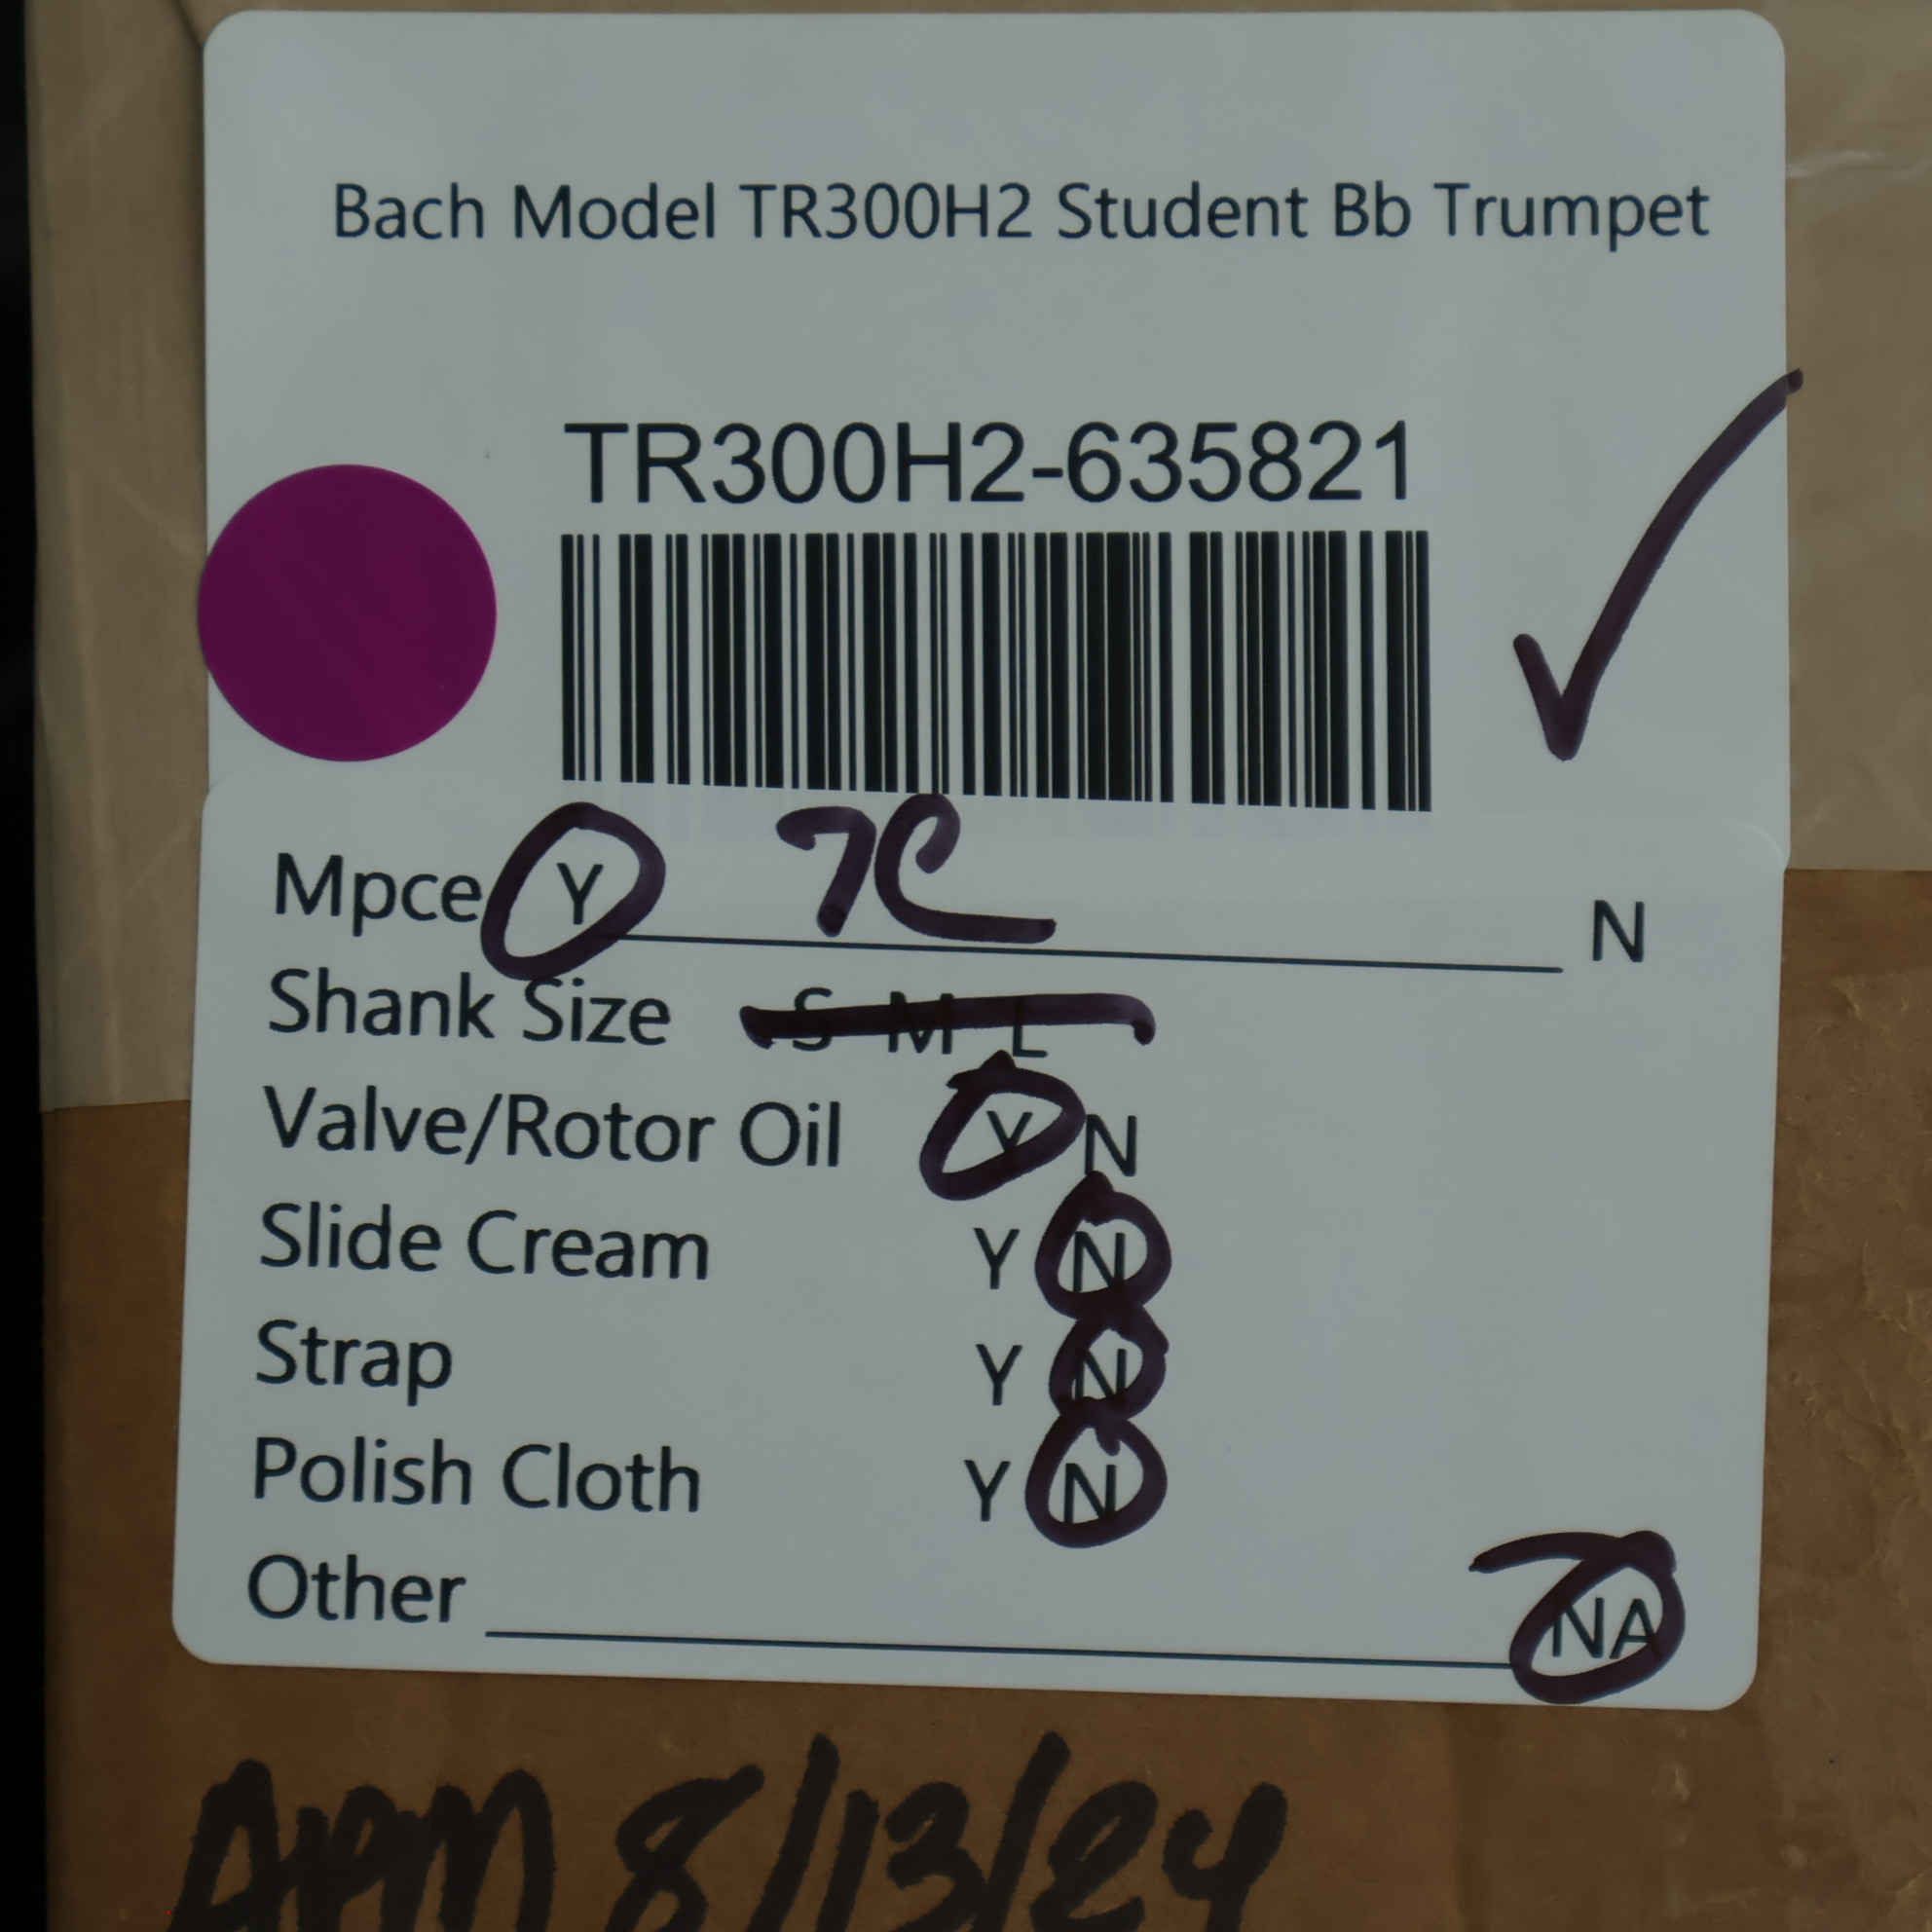 Bach Model TR300H2 Student Bb Trumpet
TR300H2-635821
Mpce Y 7C N
Shank Size S M L
Valve/Rotor Oil Y N
Slide Cream Y N
Strap Y N
Polish Cloth Y N
Other NA
APM 8/13/24